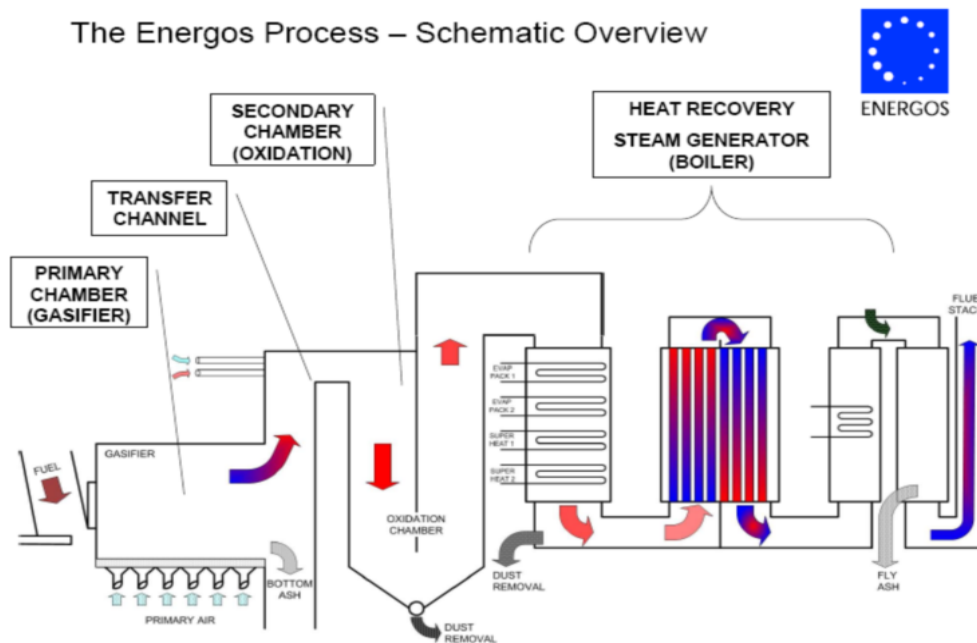 The Energos Process – Schematic Overview
ENERGOS
SECONDARY
CHAMBER
(OXIDATION)
HEAT RECOVERY
STEAM GENERATOR
(BOILER)
TRANSFER
CHANNEL
PRIMARY
CHAMBER
(GASIFIER)
FLUE
STACK
EVAP
PACK 1
EVAP
PACK 2
SUPER
HEAT 1
SUPER
HEAT 2
FUEL
GASIFIER
OXIDATION
CHAMBER
BOTTOM
ASH
DUST
REMOVAL
FLY
ASH
PRIMARY AIR
DUST
REMOVAL